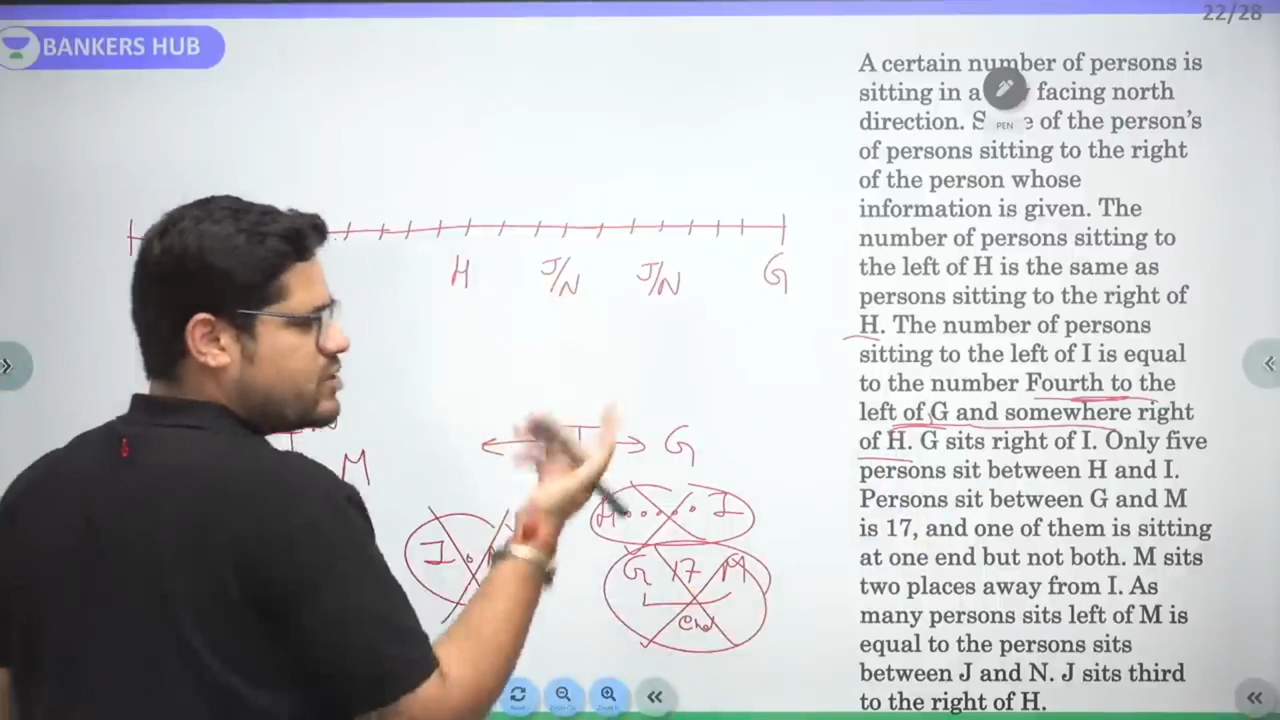 22/28
BANKERS HUB
A certain number of persons is
sitting in a facing north
direction. of the person's
of persons sitting to the right
of the person whose
information is given. The
number of persons sitting to
the left of H is the same as
persons sitting to the right of
H. The number of persons
sitting to the left of I is equal
to the number Fourth to the
left of G and somewhere right
of H. G sits right of I. Only five
persons sit between H and I.
Persons sit between G and M
is 17, and one of them is sitting
at one end but not both. M sits
two places away from I. As
many persons sits left of M is
equal to the persons sits
between J and N. J sits third
to the right of H.
PEN
H J/N J/N G
M
G
H I
I
G 17 M
End